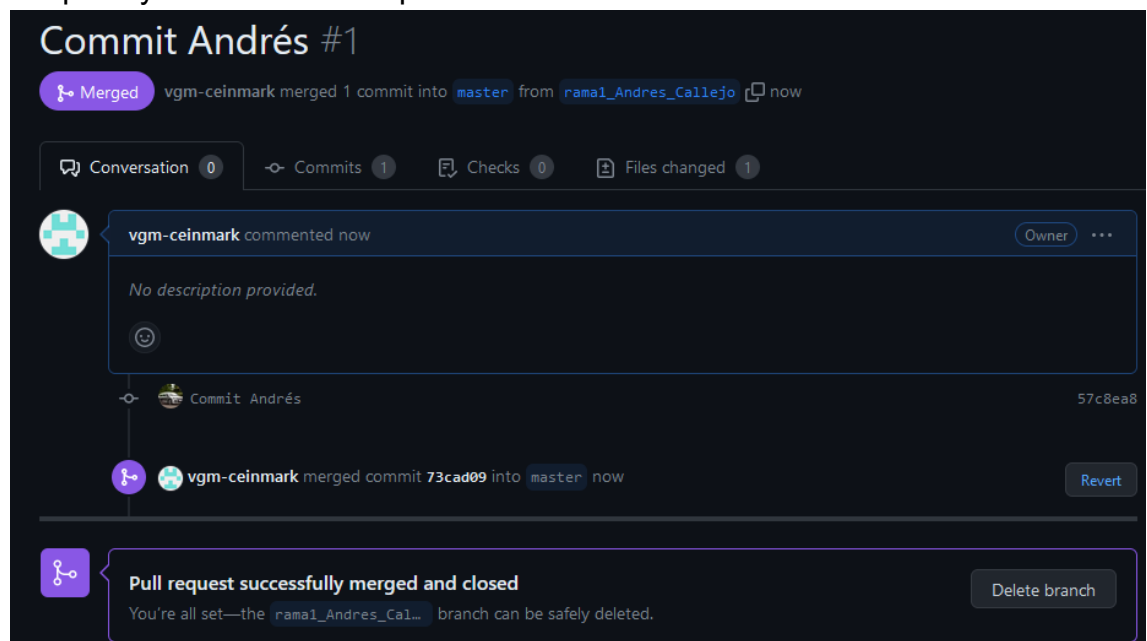 Commit Andrés #1
Merged vgm-ceinmark merged 1 commit into master from rama1_Andres_Callejo now
Conversation 0 Commits 1 Checks 0 Files changed 1
vgm-ceinmark commented now Owner
No description provided.
Commit Andrés 57c8ea8
vgm-ceinmark merged commit 73cad09 into master now Revert
Pull request successfully merged and closed
You're all set—the rama1_Andres_Cal… branch can be safely deleted.
Delete branch